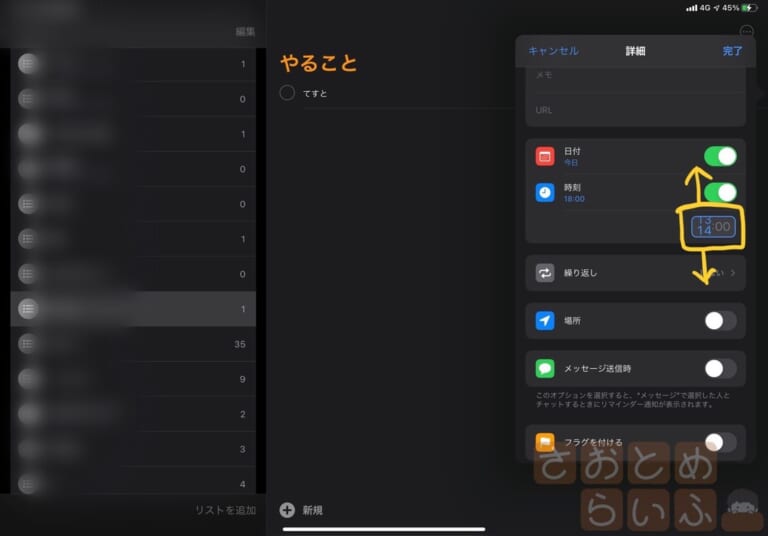 4G 45%
編集
1
0
1
0
0
1
0
1
35
9
2
3
4
リストを追加
やること
てすと
新規
キャンセル 詳細 完了
メモ
URL
日付
今日
時刻
18:00
13
14:00
繰り返し
い
場所
メッセージ送信時
このオプションを選択すると、"メッセージ"で選択した人と
チャットするときにリマインダー通知が表示されます。
フラグを付ける
さおとめ
らいふ